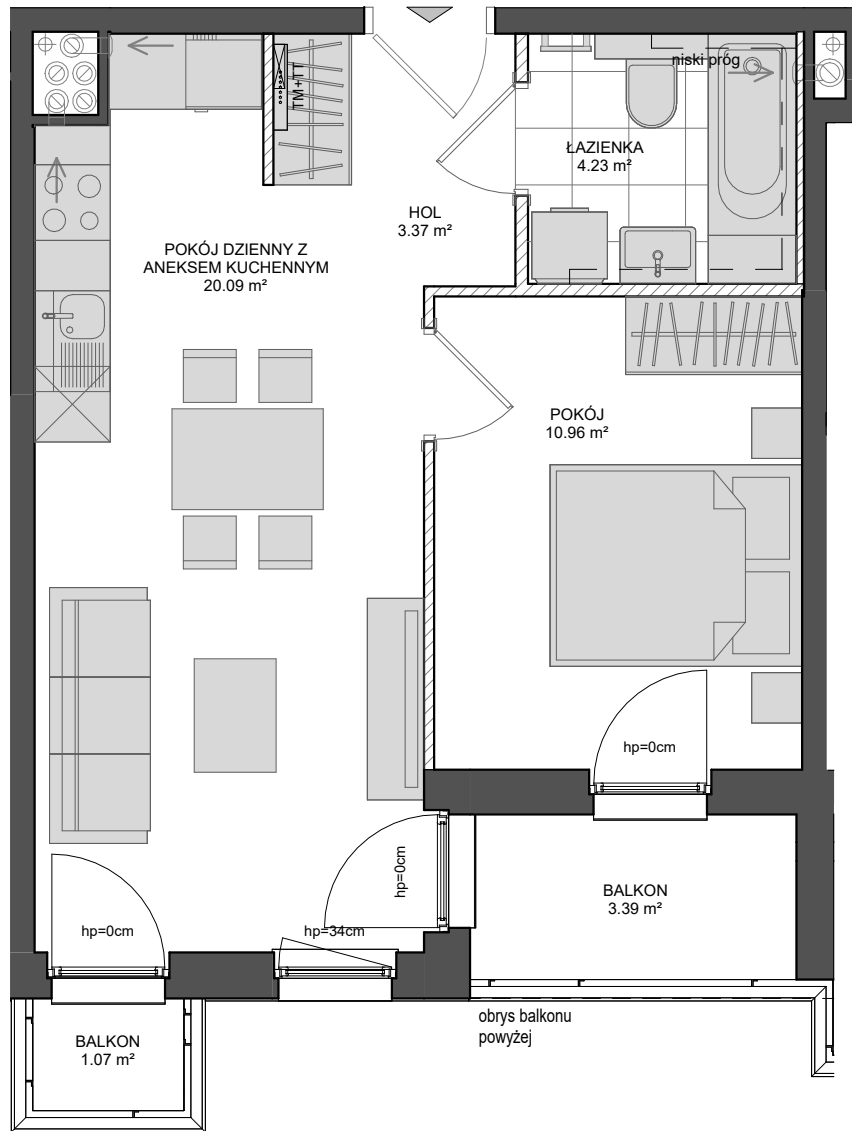 niski próg
TM+TT
ŁAZIENKA
4.23 m²
HOL
3.37 m²
POKÓJ DZIENNY Z
ANEKSEM KUCHENNYM
20.09 m²
POKÓJ
10.96 m²
hp=0cm
hp=0cm
hp=0cm
hp=34cm
BALKON
3.39 m²
obrys balkonu
powyżej
BALKON
1.07 m²